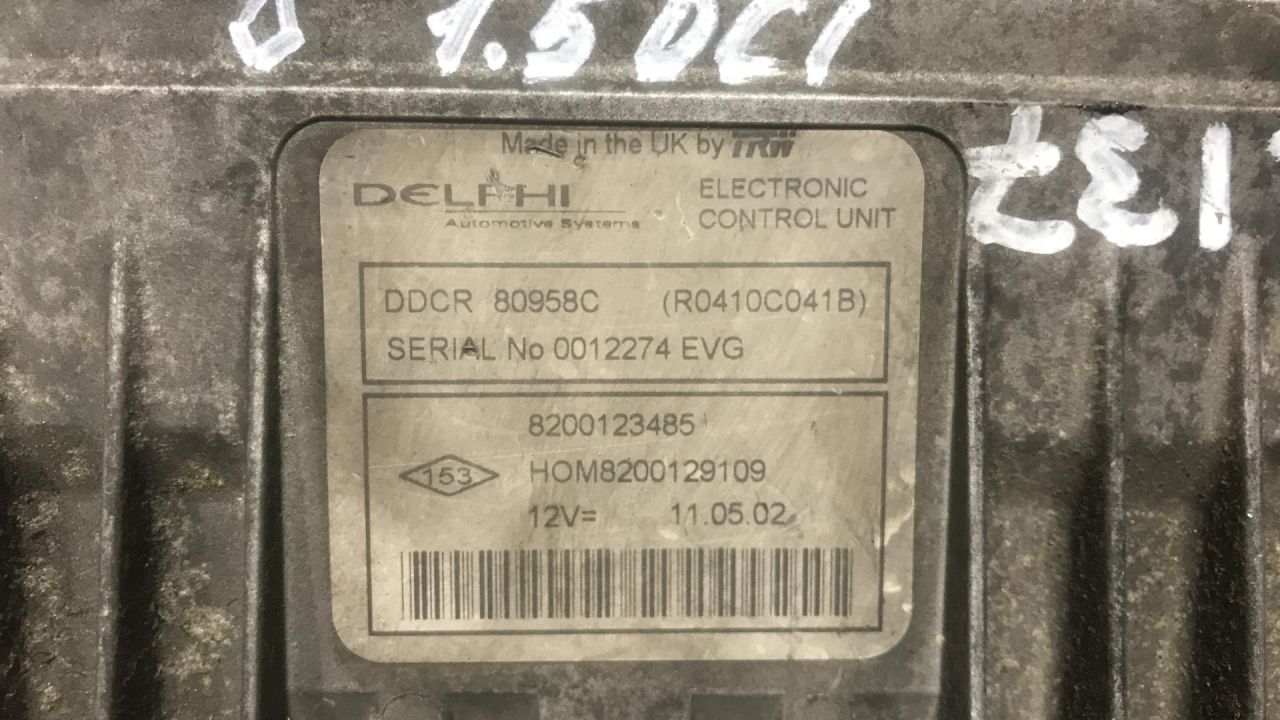 1.5 DCI
Made in the UK by TRW
DELPHI
Automotive Systems
ELECTRONIC
CONTROL UNIT
DDCR 80958C (R0410C041B)
SERIAL No 0012274 EVG
8200123485
153
HOM8200129109
12V= 11.05.02